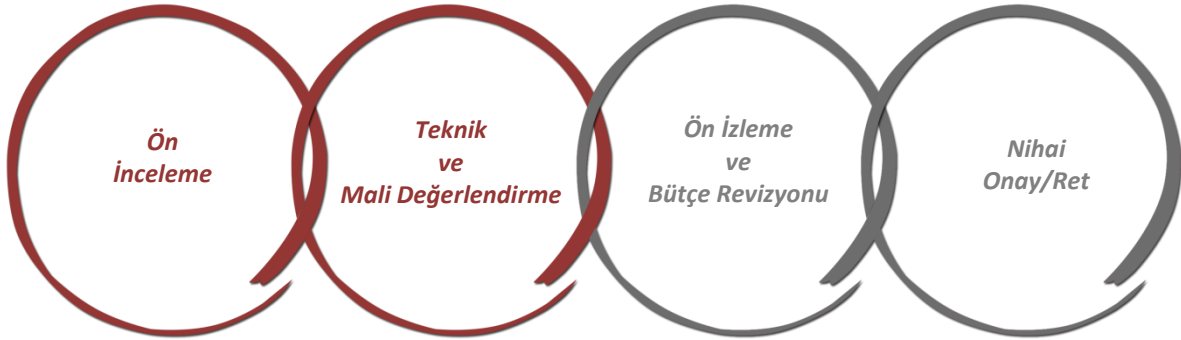 Ön
İnceleme
Teknik
ve
Mali Değerlendirme
Ön İzleme
ve
Bütçe Revizyonu
Nihai
Onay/Ret